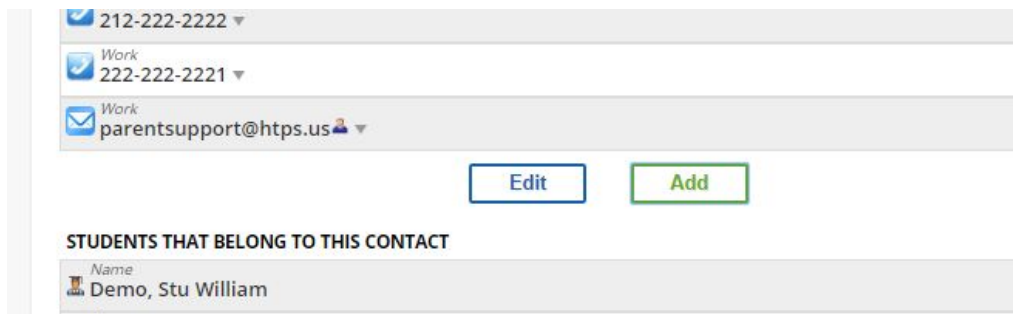 212-222-2222
Work
222-222-2221
Work
parentsupport@htps.us
Edit Add
STUDENTS THAT BELONG TO THIS CONTACT
Name
Demo, Stu William